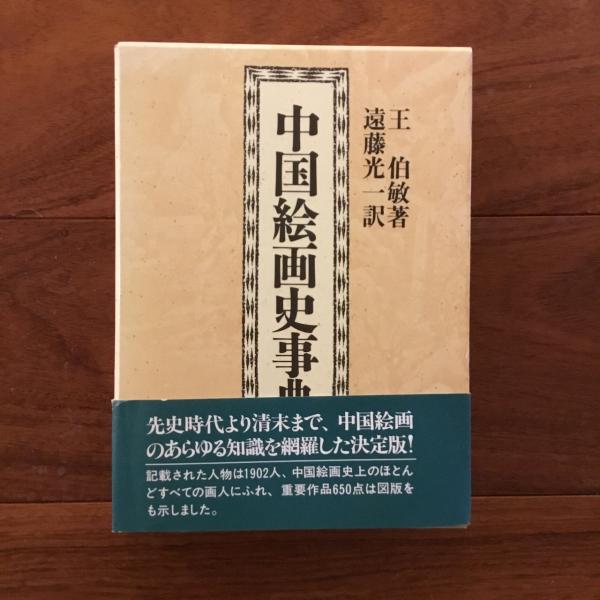 王 伯敏著
遠藤光一訳
中国絵画史事典
先史時代より清末まで、中国絵画
のあらゆる知識を網羅した決定版!
記載された人物は1902人、中国絵画史上のほとん
どすべての画人にふれ、重要作品650点は図版を
も示しました。